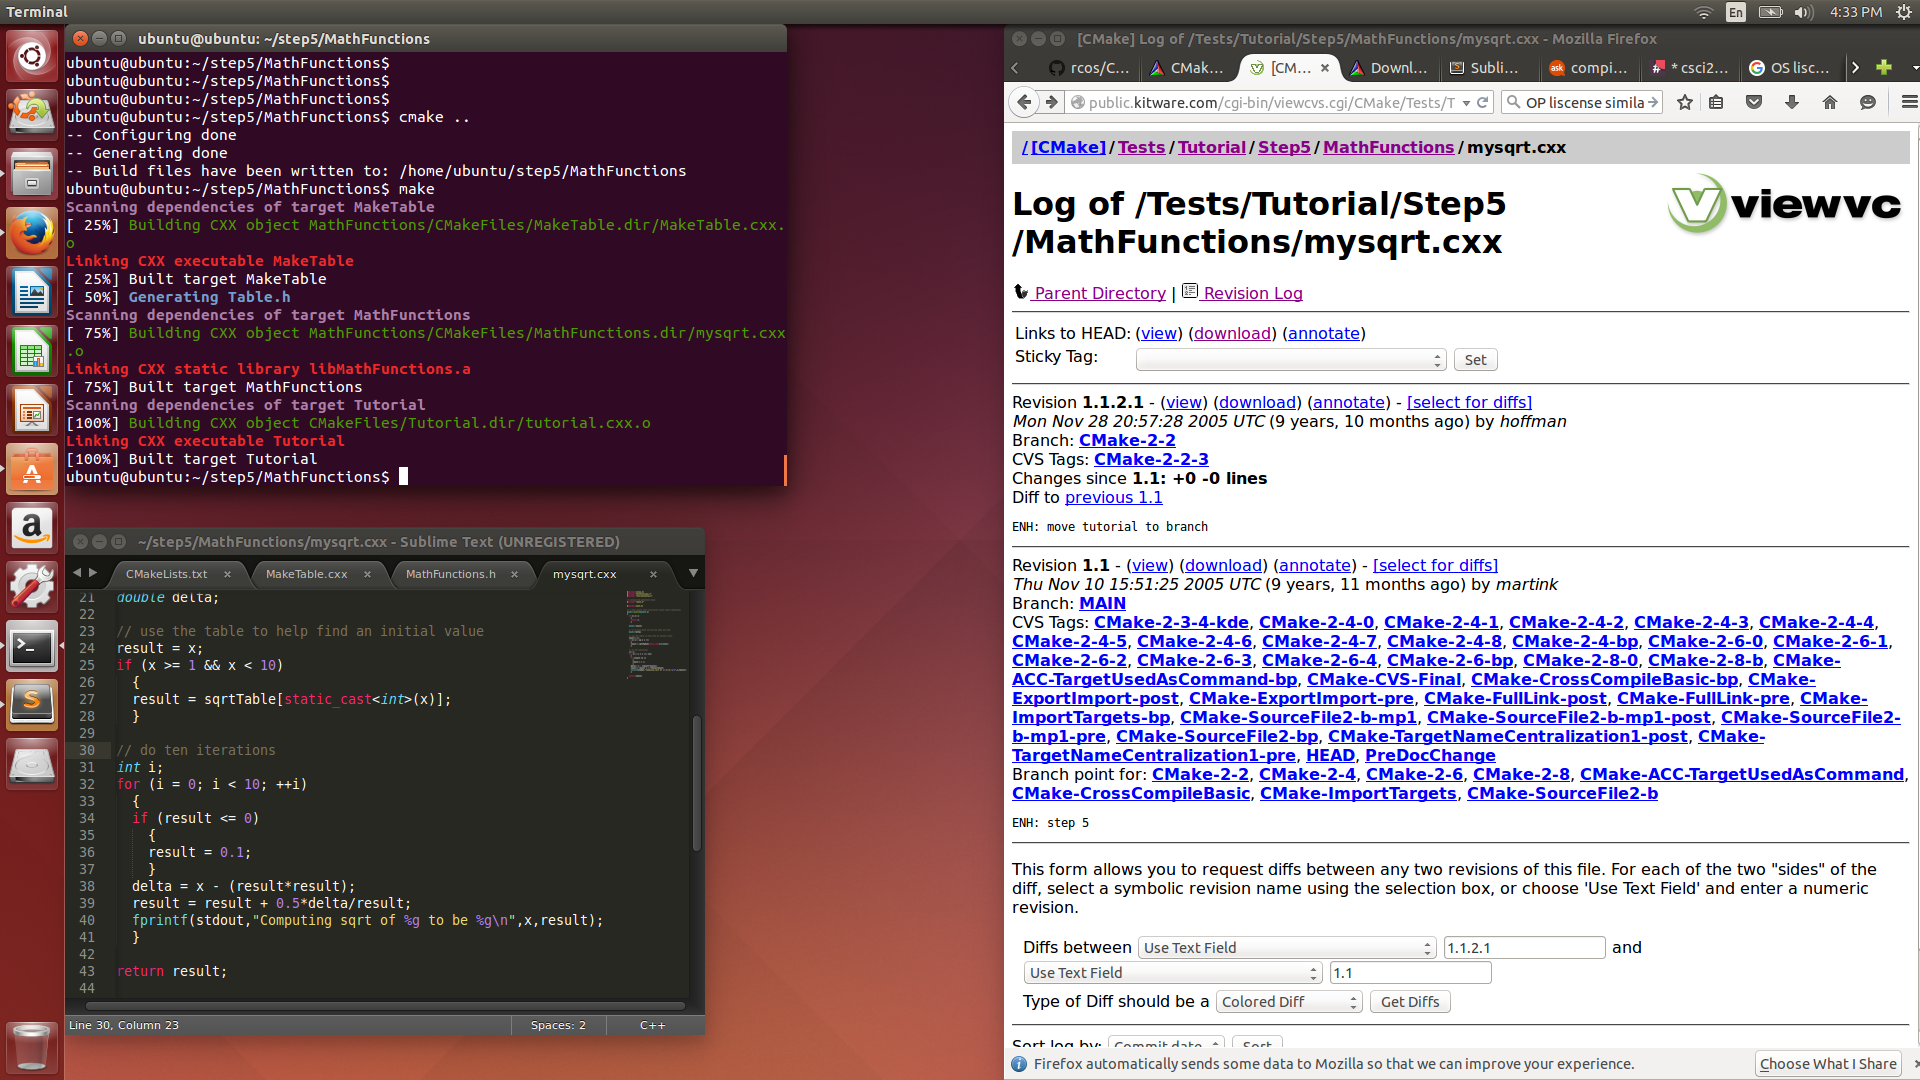 Terminal
En
4:33 PM
ubuntu@ubuntu: ~/step5/MathFunctions
ubuntu@ubuntu:~/step5/MathFunctions$
ubuntu@ubuntu:~/step5/MathFunctions$
ubuntu@ubuntu:~/step5/MathFunctions$
ubuntu@ubuntu:~/step5/MathFunctions$ cmake ..
-- Configuring done
-- Generating done
-- Build files have been written to: /home/ubuntu/step5/MathFunctions
ubuntu@ubuntu:~/step5/MathFunctions$ make
Scanning dependencies of target MakeTable
[ 25%] Building CXX object MathFunctions/CMakeFiles/MakeTable.dir/MakeTable.cxx.
o
Linking CXX executable MakeTable
[ 25%] Built target MakeTable
[ 50%] Generating Table.h
Scanning dependencies of target MathFunctions
[ 75%] Building CXX object MathFunctions/CMakeFiles/MathFunctions.dir/mysqrt.cxx
.o
Linking CXX static library libMathFunctions.a
[ 75%] Built target MathFunctions
Scanning dependencies of target Tutorial
[100%] Building CXX object CMakeFiles/Tutorial.dir/tutorial.cxx.o
Linking CXX executable Tutorial
[100%] Built target Tutorial
ubuntu@ubuntu:~/step5/MathFunctions$
~/step5/MathFunctions/mysqrt.cxx - Sublime Text (UNREGISTERED)
CMakeLists.txt
MakeTable.cxx
MathFunctions.h
mysqrt.cxx
21 double delta;
22
23 // use the table to help find an initial value
24 result = x;
25 if (x >= 1 && x < 10)
26 {
27 result = sqrtTable[static_cast<int>(x)];
28 }
29
30 // do ten iterations
31 int i;
32 for (i = 0; i < 10; ++i)
33 {
34 if (result <= 0)
35 {
36 result = 0.1;
37 }
38 delta = x - (result*result);
39 result = result + 0.5*delta/result;
40 fprintf(stdout,"Computing sqrt of %g to be %g\n",x,result);
41 }
42
43 return result;
44
Line 30, Column 23
Spaces: 2
C++
[CMake] Log of /Tests/Tutorial/Step5/MathFunctions/mysqrt.cxx - Mozilla Firefox
rcos/C...
CMak...
[CM...
Downl...
Subli...
ask compi...
* csci2...
OS lisc...
public.kitware.com/cgi-bin/viewcvs.cgi/CMake/Tests/T
OP liscense simila
/[CMake]/Tests/Tutorial/Step5/MathFunctions/mysqrt.cxx
Log of /Tests/Tutorial/Step5
/MathFunctions/mysqrt.cxx
viewvc
Parent Directory | Revision Log
Links to HEAD: (view) (download) (annotate)
Sticky Tag:
Set
Revision 1.1.2.1 - (view) (download) (annotate) - [select for diffs]
Mon Nov 28 20:57:28 2005 UTC (9 years, 10 months ago) by hoffman
Branch: CMake-2-2
CVS Tags: CMake-2-2-3
Changes since 1.1: +0 -0 lines
Diff to previous 1.1
ENH: move tutorial to branch
Revision 1.1 - (view) (download) (annotate) - [select for diffs]
Thu Nov 10 15:51:25 2005 UTC (9 years, 11 months ago) by martink
Branch: MAIN
CVS Tags: CMake-2-3-4-kde, CMake-2-4-0, CMake-2-4-1, CMake-2-4-2, CMake-2-4-3, CMake-2-4-4,
CMake-2-4-5, CMake-2-4-6, CMake-2-4-7, CMake-2-4-8, CMake-2-4-bp, CMake-2-6-0, CMake-2-6-1,
CMake-2-6-2, CMake-2-6-3, CMake-2-6-4, CMake-2-6-bp, CMake-2-8-0, CMake-2-8-b, CMake-
ACC-TargetUsedAsCommand-bp, CMake-CVS-Final, CMake-CrossCompileBasic-bp, CMake-
ExportImport-post, CMake-ExportImport-pre, CMake-FullLink-post, CMake-FullLink-pre, CMake-
ImportTargets-bp, CMake-SourceFile2-b-mp1, CMake-SourceFile2-b-mp1-post, CMake-SourceFile2-
b-mp1-pre, CMake-SourceFile2-bp, CMake-TargetNameCentralization1-post, CMake-
TargetNameCentralization1-pre, HEAD, PreDocChange
Branch point for: CMake-2-2, CMake-2-4, CMake-2-6, CMake-2-8, CMake-ACC-TargetUsedAsCommand,
CMake-CrossCompileBasic, CMake-ImportTargets, CMake-SourceFile2-b
ENH: step 5
This form allows you to request diffs between any two revisions of this file. For each of the two "sides" of the
diff, select a symbolic revision name using the selection box, or choose 'Use Text Field' and enter a numeric
revision.
Diffs between Use Text Field 1.1.2.1 and
Use Text Field 1.1
Type of Diff should be a Colored Diff Get Diffs
Sort log by: Commit date Sort
Firefox automatically sends some data to Mozilla so that we can improve your experience.
Choose What I Share